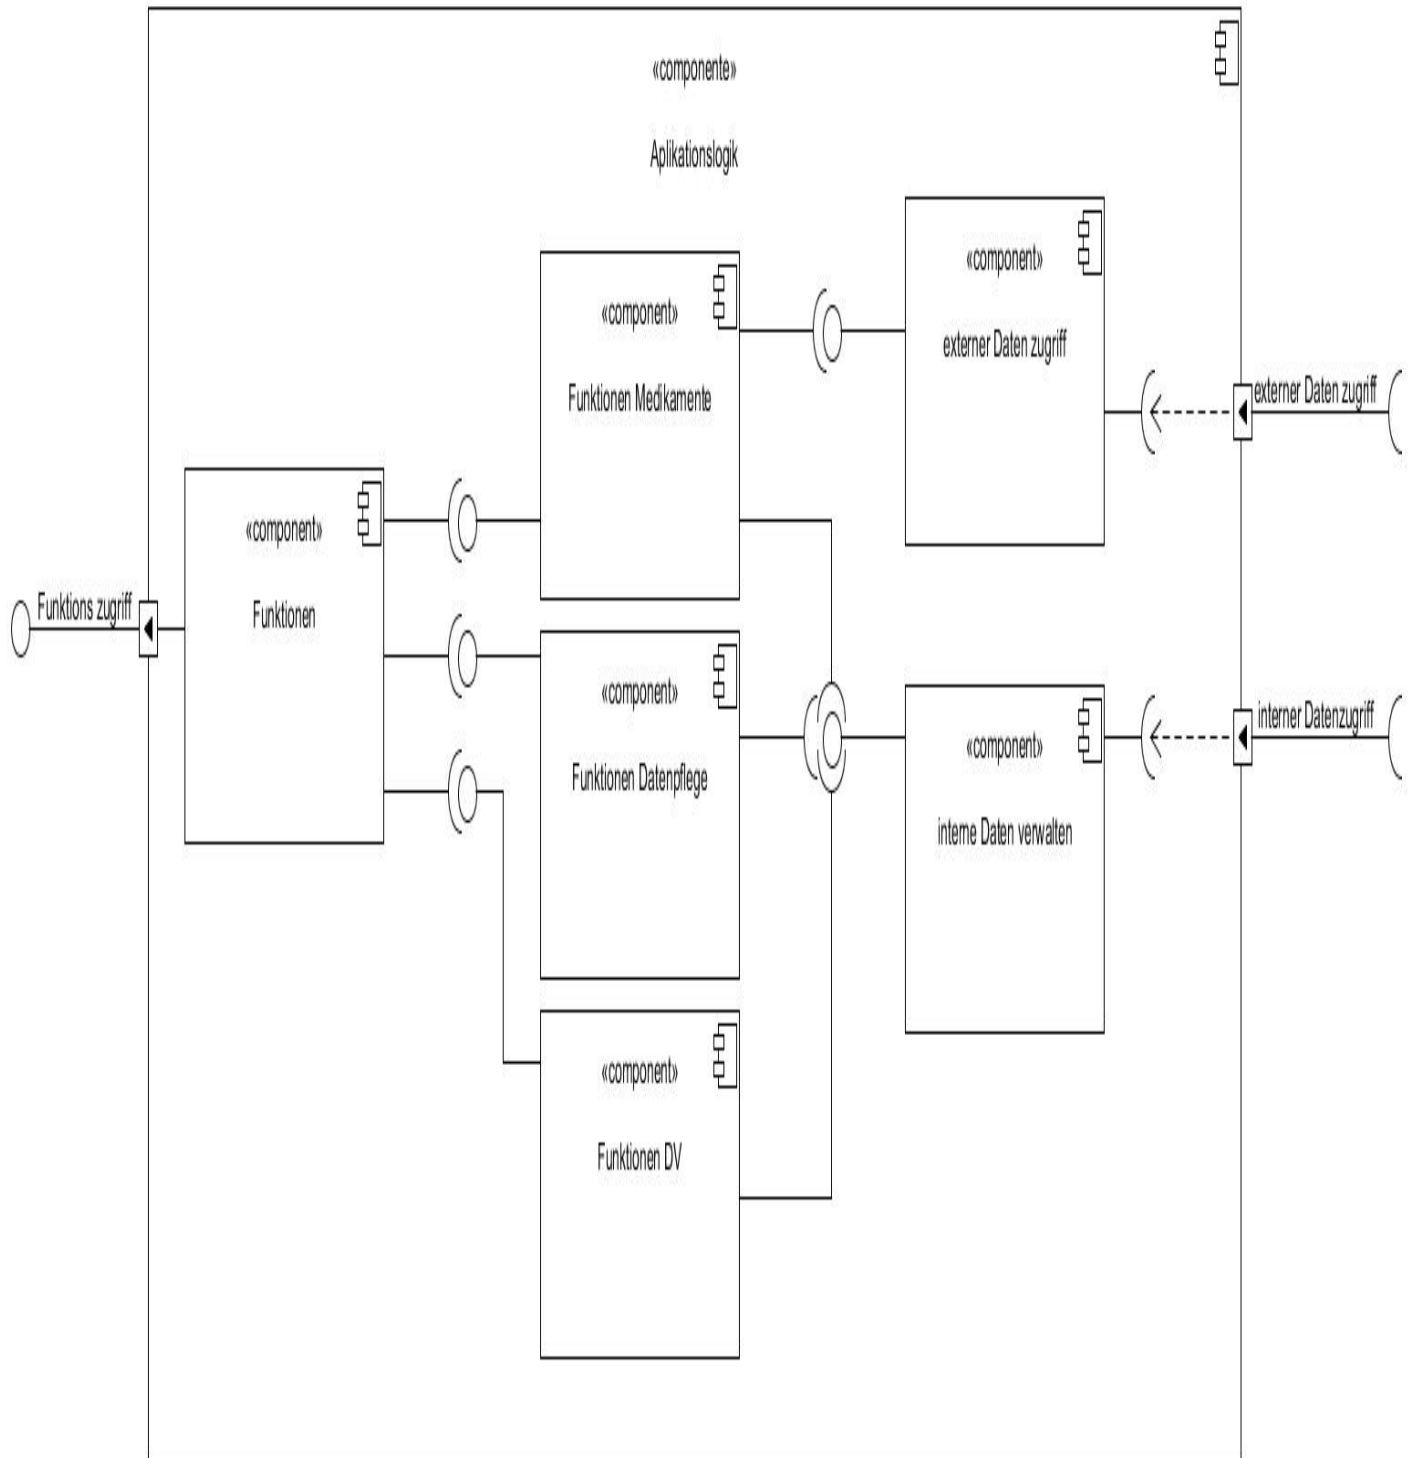 «componente»
Aplikationslogik
«component»
externer Daten zugriff
«component»
Funktionen Medikamente
externer Daten zugriff
«component»
Funktionen
Funktions zugriff
«component»
Funktionen Datenpflege
«component»
interne Daten verwalten
interner Datenzugriff
«component»
Funktionen DV